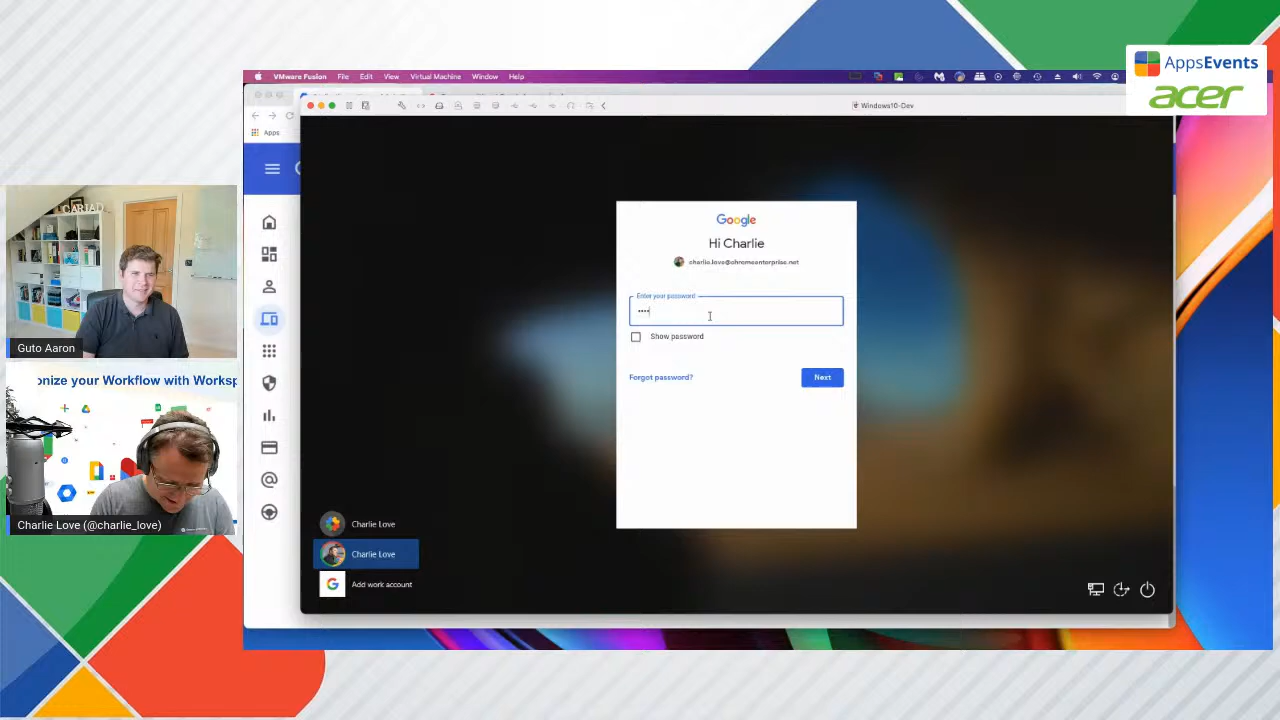 AppsEvents
acer
VMware Fusion File Edit View Virtual Machine Window Help
Windows10-Dev
Apps
CARIAD
Guto Aaron
onize your Workflow with Worksp
Charlie Love (@charlie_love)
Google
Hi Charlie
charlie.love@chromeenterprise.net
Enter your password
Show password
Forgot password?
Next
Charlie Love
Charlie Love
G Add work account